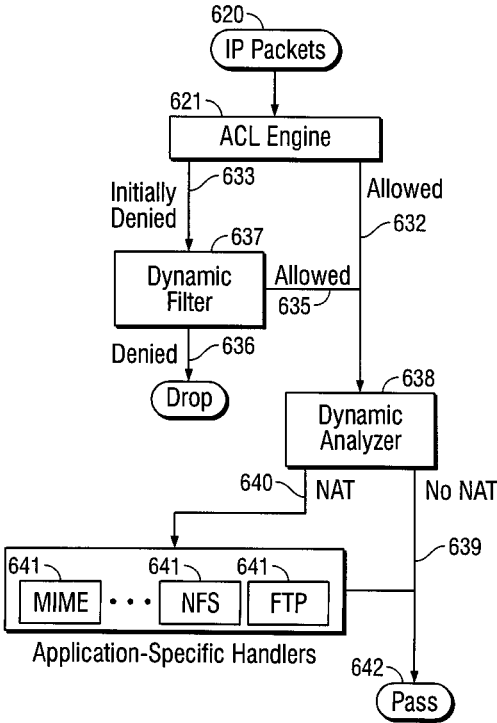 620
IP Packets
621
ACL Engine
633
Initially
Denied
Allowed
632
637
Dynamic
Filter
Allowed
635
Denied
636
Drop
638
Dynamic
Analyzer
640
NAT
No NAT
639
641
MIME
• • •
641
NFS
641
FTP
Application-Specific Handlers
642
Pass